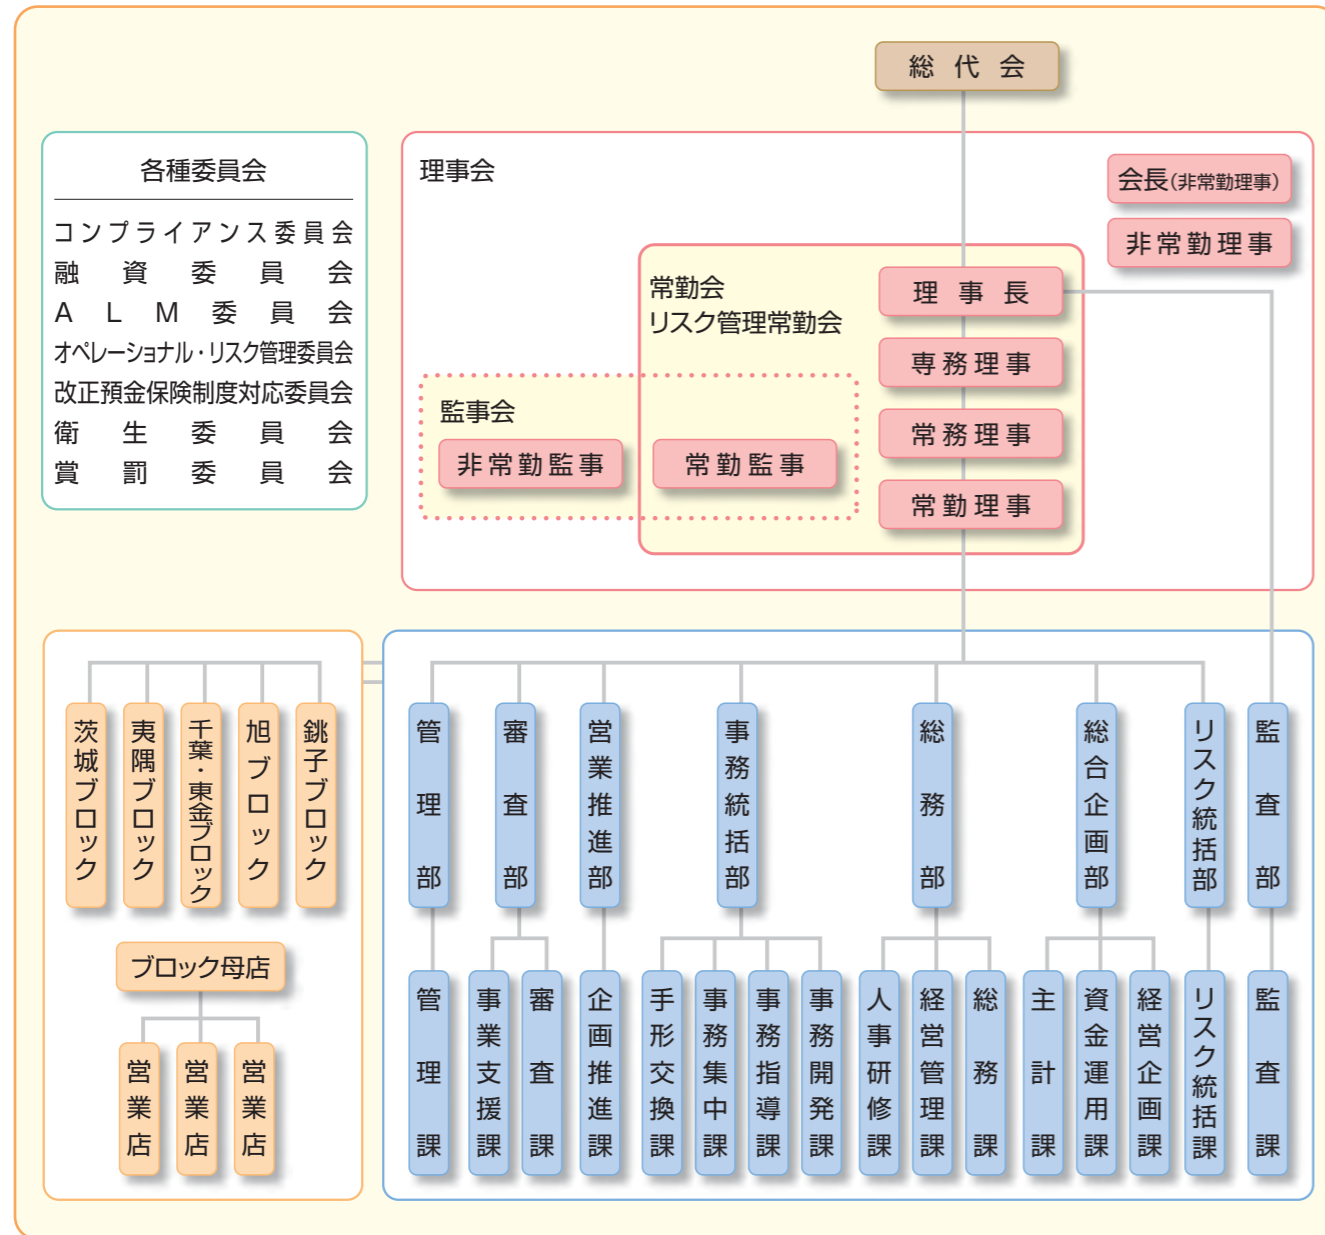 総代会
各種委員会
コンプライアンス委員会
融資委員会
ALM委員会
オペレーショナル・リスク管理委員会
改正預金保険制度対応委員会
衛生委員会
賞罰委員会
理事会
会長(非常勤理事)
非常勤理事
常勤会
リスク管理常勤会
理事長
専務理事
常務理事
常勤理事
監事会
非常勤監事
常勤監事
茨城ブロック
夷隅ブロック
千葉・東金ブロック
旭ブロック
銚子ブロック
ブロック母店
営業店
営業店
営業店
管理部
審査部
営業推進部
事務統括部
総務部
総合企画部
リスク統括部
監査部
管理課
事業支援課
審査課
企画推進課
手形交換課
事務集中課
事務指導課
事務開発課
人事研修課
経営管理課
総務課
主計課
資金運用課
経営企画課
リスク統括課
監査課